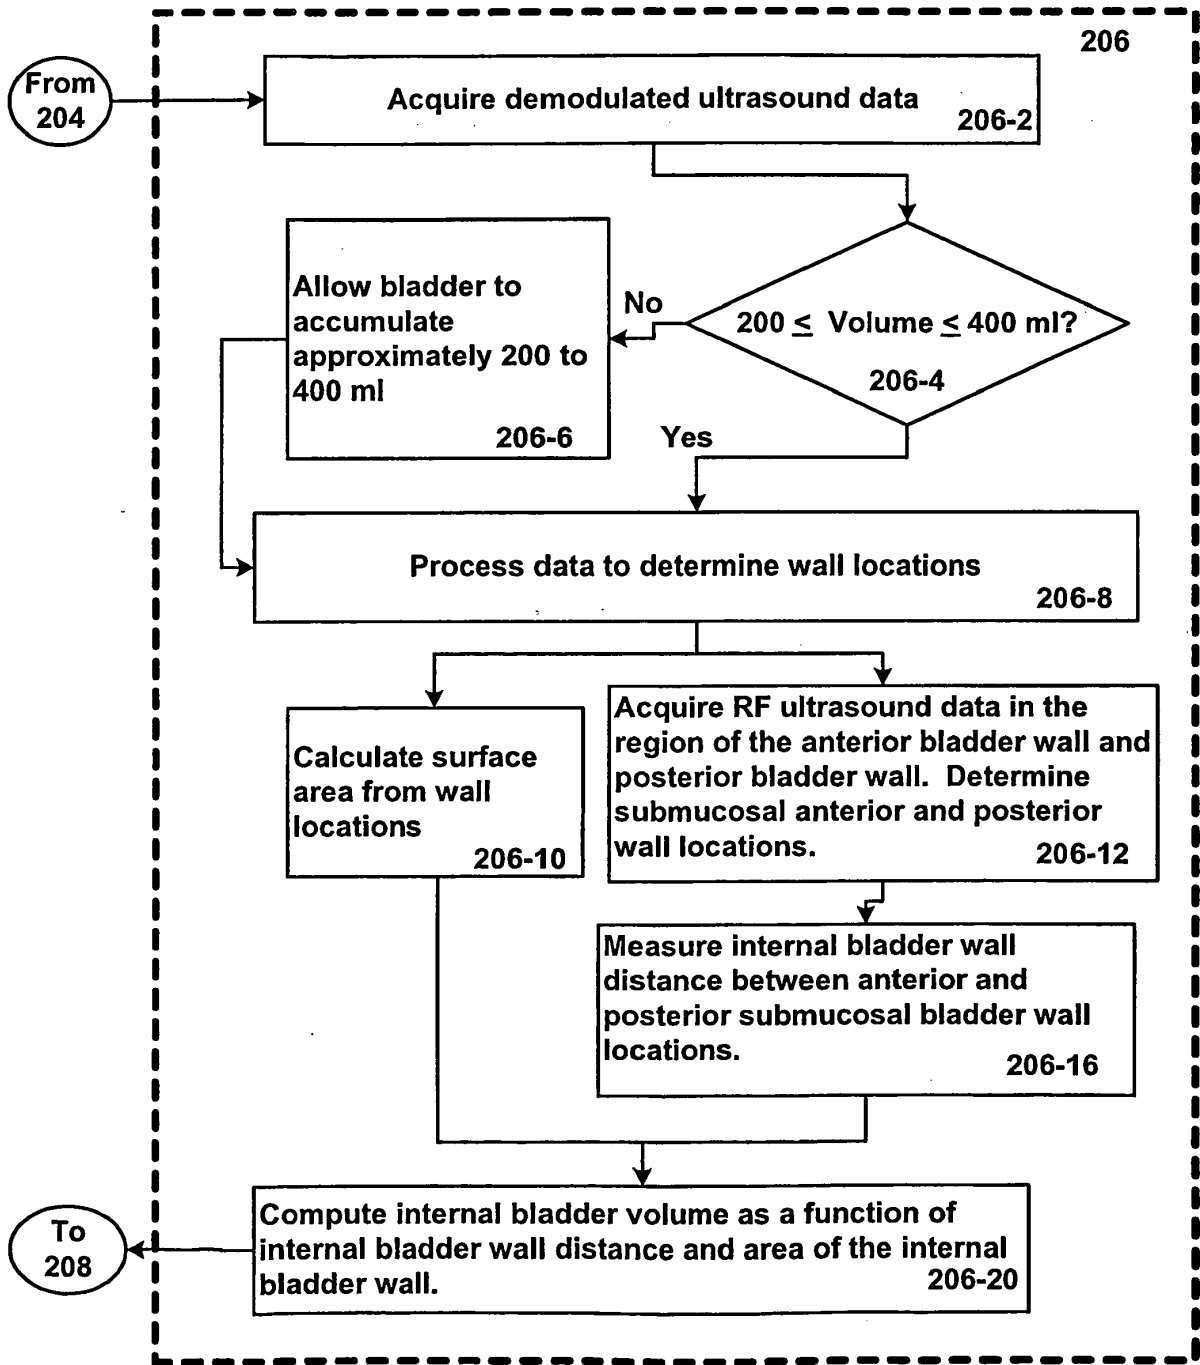 206
From
204
Acquire demodulated ultrasound data
206-2
Allow bladder to
accumulate
approximately 200 to
400 ml
206-6
No
200 ≤ Volume ≤ 400 ml?
206-4
Yes
Process data to determine wall locations
206-8
Calculate surface
area from wall
locations
206-10
Acquire RF ultrasound data in the
region of the anterior bladder wall and
posterior bladder wall. Determine
submucosal anterior and posterior
wall locations.
206-12
Measure internal bladder wall
distance between anterior and
posterior submucosal bladder wall
locations.
206-16
Compute internal bladder volume as a function of
internal bladder wall distance and area of the internal
bladder wall.
206-20
To
208